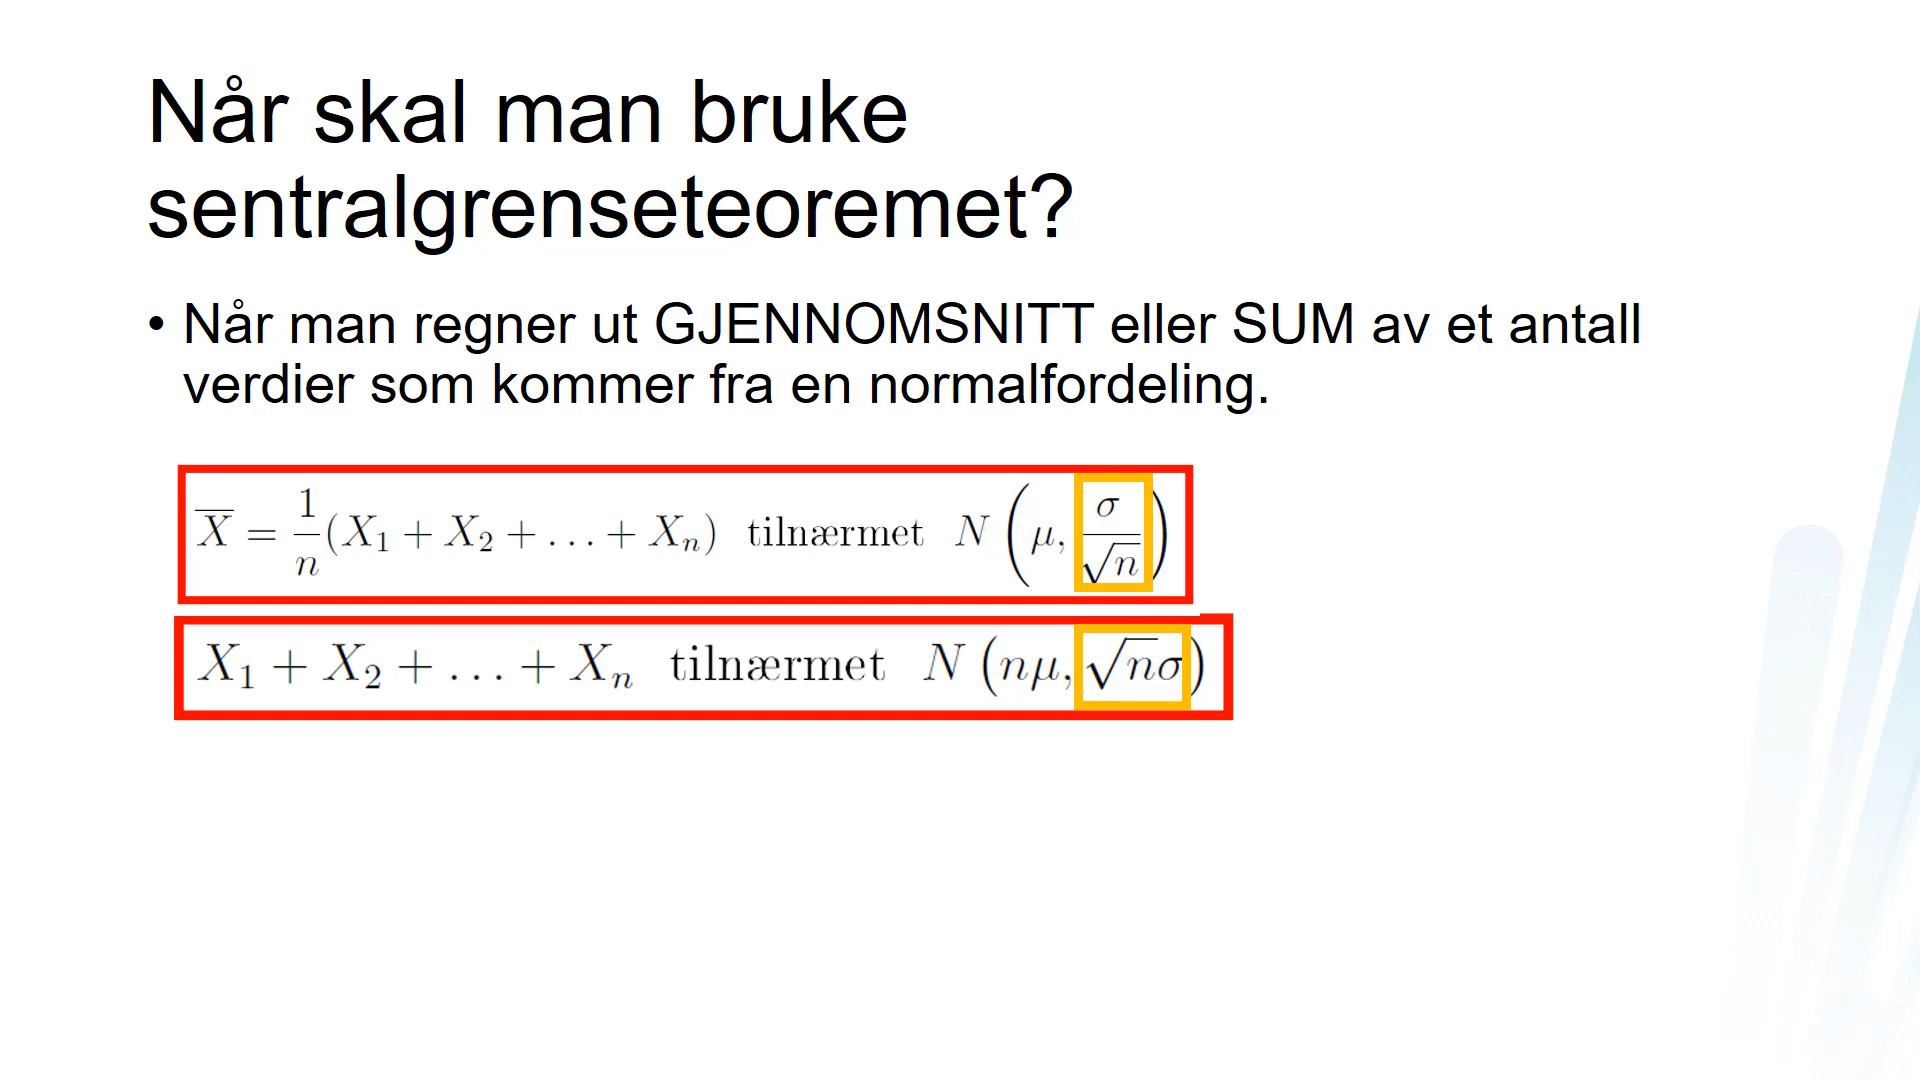 Når skal man bruke
sentralgrenseteoremet?
• Når man regner ut GJENNOMSNITT eller SUM av et antall
verdier som kommer fra en normalfordeling.
X̅ = 1/n (X₁ + X₂ + … + Xₙ) tilnærmet N (μ, σ/√n)
X₁ + X₂ + … + Xₙ tilnærmet N (nμ, √nσ)